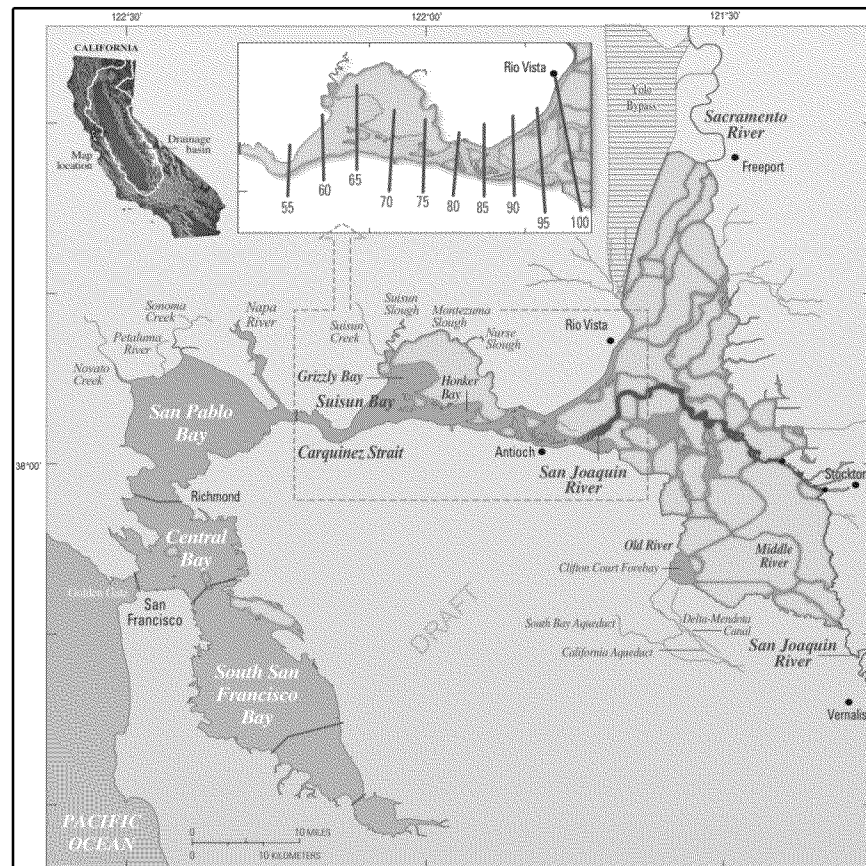 122°30'
122°00'
121°30'
CALIFORNIA
Map
location
Drainage
basin
Rio Vista
55
60
65
70
75
80
85
90
95
100
Yolo
Bypass
Sacramento
River
Freeport
Sonoma
Creek
Petaluma
River
Novato
Creek
Napa
River
Suisun
Creek
Suisun
Slough
Montezuma
Slough
Nurse
Slough
Rio Vista
Grizzly Bay
Honker
Bay
Suisun Bay
San Pablo
Bay
Carquinez Strait
Antioch
San Joaquin
River
38°00'
Stockton
Richmond
Central
Bay
Old River
Middle
River
Clifton Court Forebay
Golden Gate
San
Francisco
DRAFT
South Bay Aqueduct
Delta-Mendota
Canal
California Aqueduct
San Joaquin
River
South San
Francisco
Bay
Vernalis
PACIFIC
OCEAN
0 10 MILES
0 10 KILOMETERS